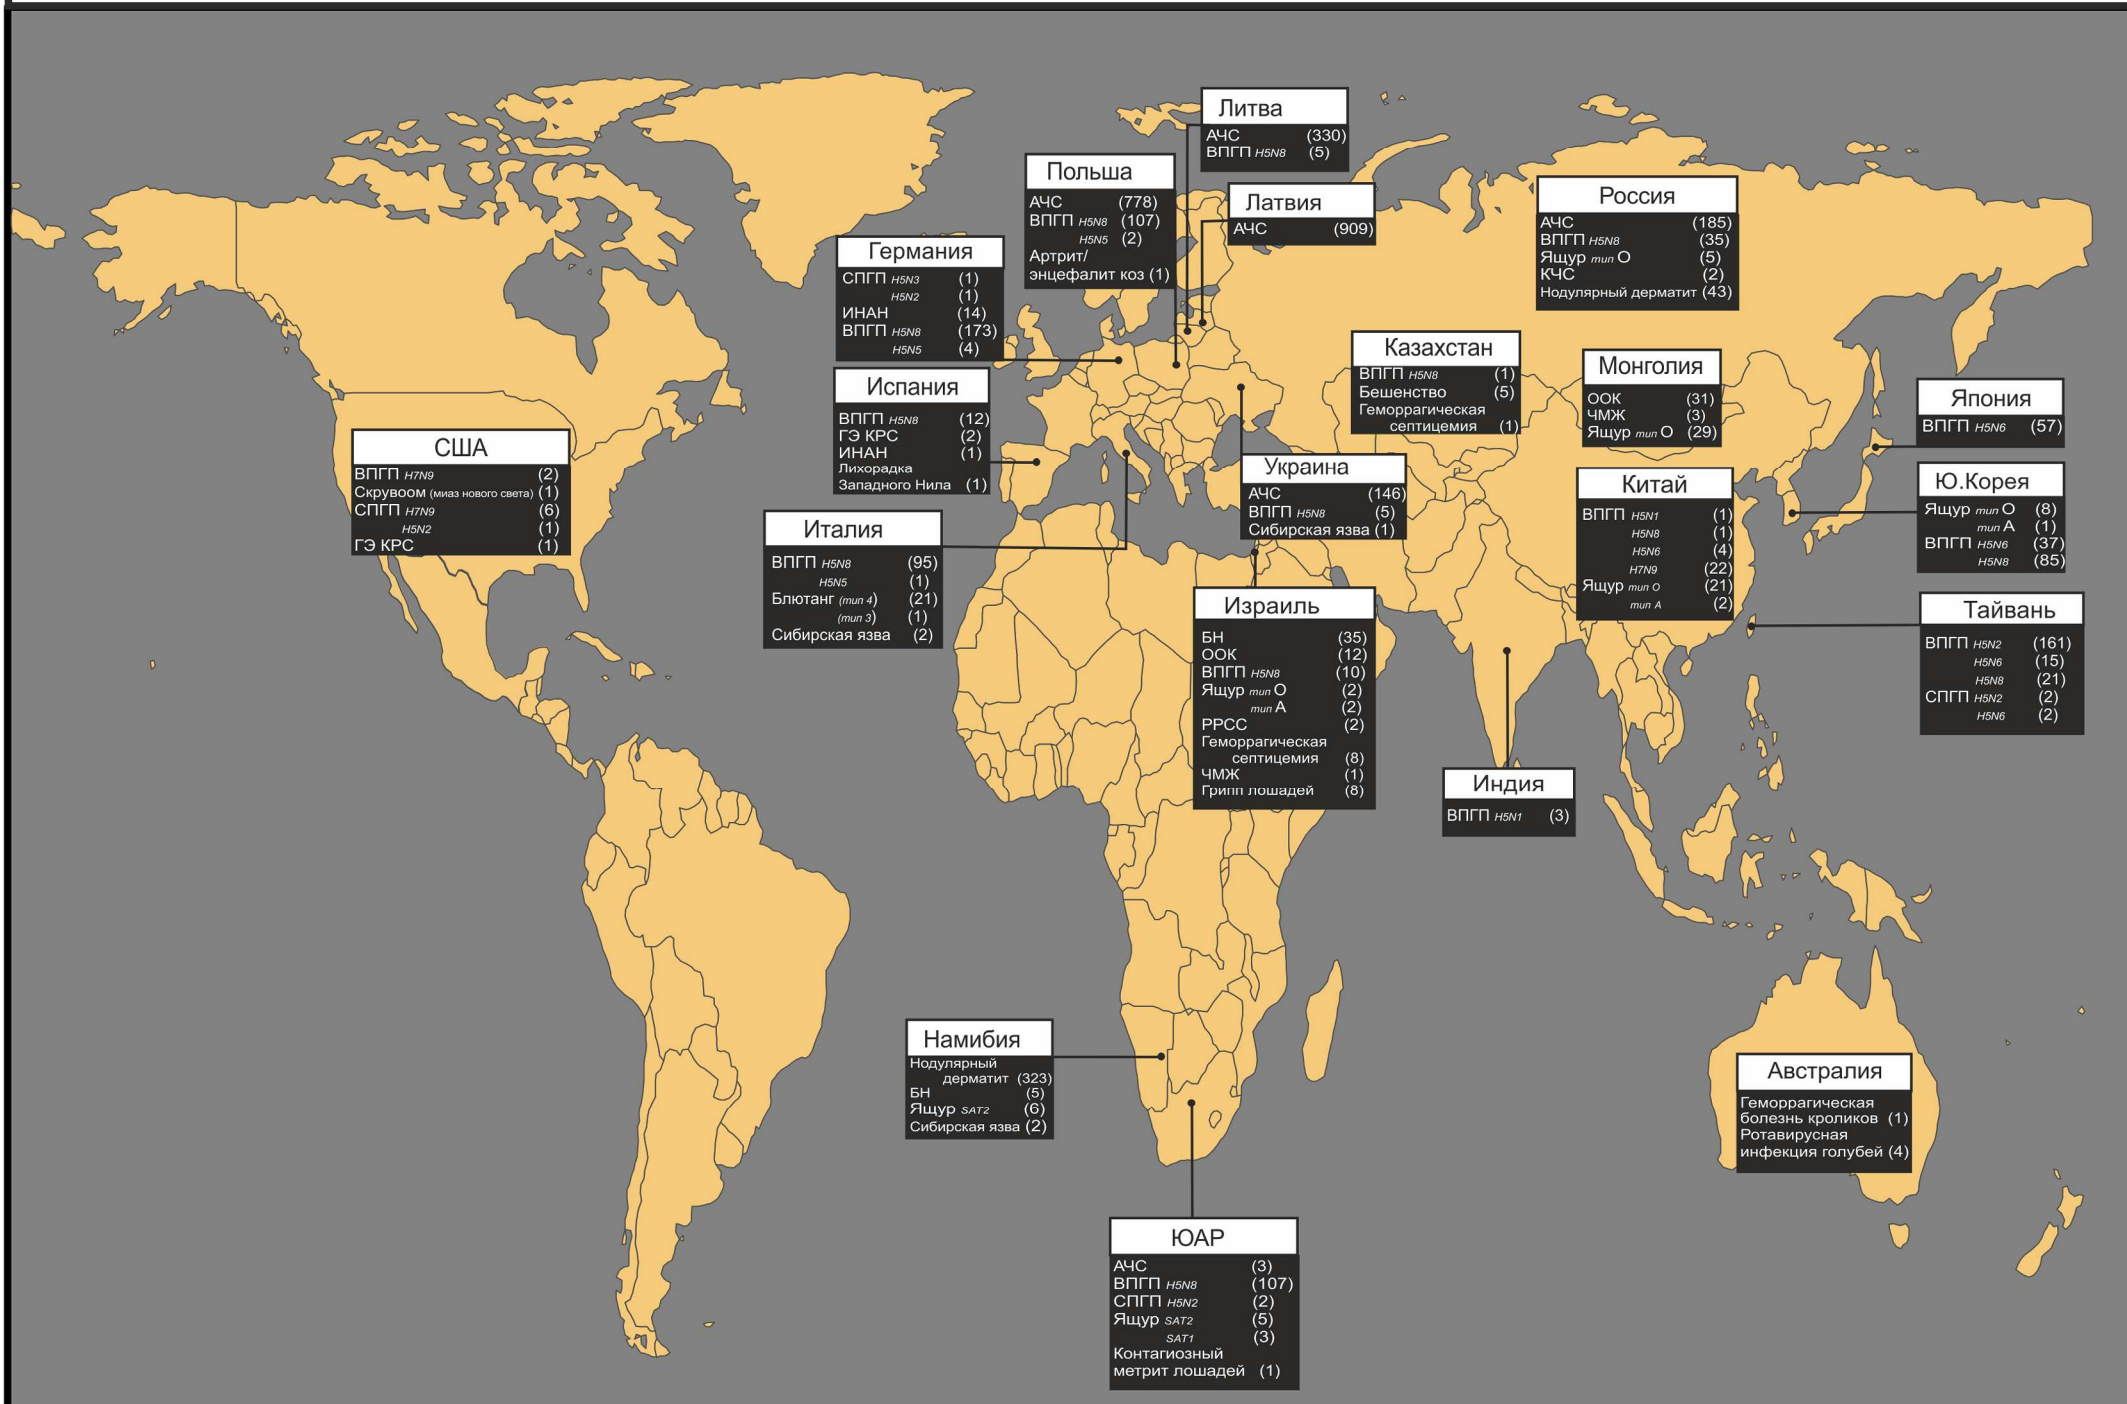 Литва
АЧС (330)
ВПГП H5N8 (5)
Польша
АЧС (778)
ВПГП H5N8 (107)
H5N5 (2)
Артрит/
энцефалит коз (1)
Латвия
АЧС (909)
Россия
АЧС (185)
ВПГП H5N8 (35)
Ящур тип О (5)
КЧС (2)
Нодулярный дерматит (43)
Германия
СПГП H5N3 (1)
H5N2 (1)
ИНАН (14)
ВПГП H5N8 (173)
H5N5 (4)
Казахстан
ВПГП H5N8 (1)
Бешенство (5)
Геморрагическая
септицемия (1)
Монголия
ООК (31)
ЧМЖ (3)
Ящур тип О (29)
Япония
ВПГП H5N6 (57)
Испания
ВПГП H5N8 (12)
ГЭ КРС (2)
ИНАН (1)
Лихорадка
Западного Нила (1)
США
ВПГП H7N9 (2)
Скрувоом (миаз нового света) (1)
СПГП H7N9 (6)
H5N2 (1)
ГЭ КРС (1)
Украина
АЧС (146)
ВПГП H5N8 (5)
Сибирская язва (1)
Китай
ВПГП H5N1 (1)
H5N8 (1)
H5N6 (4)
H7N9 (22)
Ящур тип О (21)
тип А (2)
Ю.Корея
Ящур тип О (8)
тип А (1)
ВПГП H5N6 (37)
H5N8 (85)
Италия
ВПГП H5N8 (95)
H5N5 (1)
Блютанг (тип 4) (21)
(тип 3) (1)
Сибирская язва (2)
Израиль
БН (35)
ООК (12)
ВПГП H5N8 (10)
Ящур тип О (2)
тип А (2)
РРСС (2)
Геморрагическая
септицемия (8)
ЧМЖ (1)
Грипп лошадей (8)
Тайвань
ВПГП H5N2 (161)
H5N6 (15)
H5N8 (21)
СПГП H5N2 (2)
H5N6 (2)
Индия
ВПГП H5N1 (3)
Намибия
Нодулярный
дерматит (323)
БН (5)
Ящур SAT2 (6)
Сибирская язва (2)
Австралия
Геморрагическая
болезнь кроликов (1)
Ротавирусная
инфекция голубей (4)
ЮАР
АЧС (3)
ВПГП H5N8 (107)
СПГП H5N2 (2)
Ящур SAT2 (5)
SAT1 (3)
Контагиозный
метрит лошадей (1)